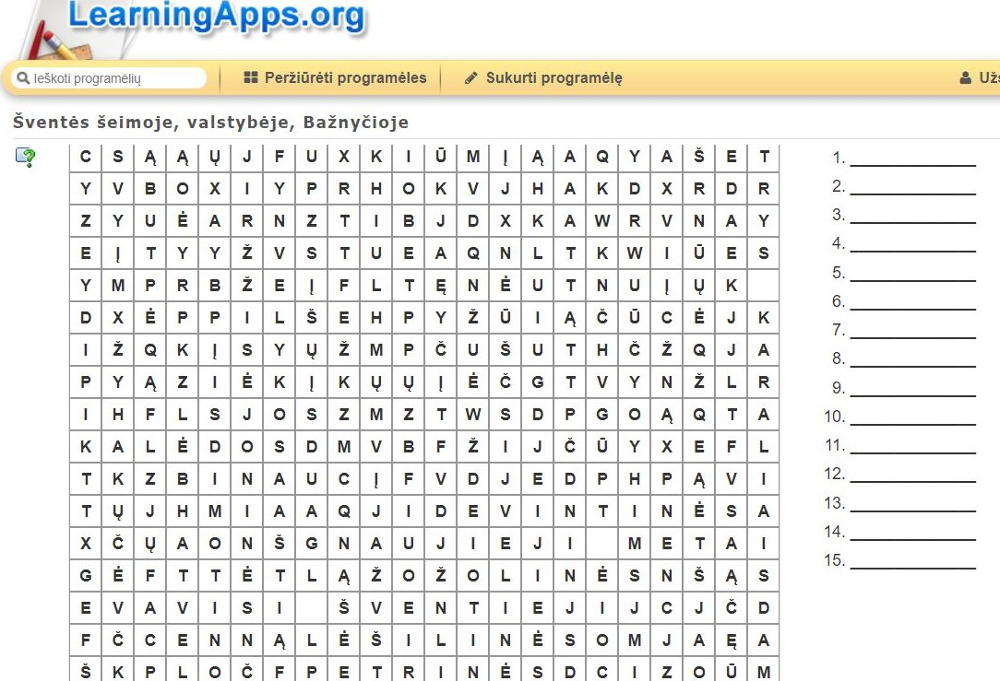 LearningApps.org
Ieškoti programėlių
Peržiūrėti programėles
Sukurti programėlę
Šventės šeimoje, valstybėje, Bažnyčioje
C S Ą Ą Ų J F U X K I Ū M Į Ą A Q Y A Š E T
Y V B O X I Y P R H O K V J H A K D X R D R
Z Y U Ė A R N Z T I B J D X K A W R V N A Y
E Į T Y Y Ž V S T U E A Q N L T K W I Ū E S
Y M P R B Ž E Į F L T Ę N Ė U T N U Į Ų K
D X Ė P P I L Š E H P Y Ž Ū I Ą Č Ū C Ė J K
I Ž Q K Į S Y Ų Ž M P Č U Š U T H Č Ž Q J A
P Y Ą Z I Ė K Į K Ų Ų Į Ė Č G T V Y N Ž L R
I H F L S J O S Z M Z T W S D P G O Ą Q T A
K A L Ė D O S D M V B F Ž I J Č Ū Y X E F L
T K Z B I N A U C Į F V D J E D P H P Ą V I
T Ų J H M I A A Q J I D E V I N T I N Ė S A
X Č Ų A O N Š G N A U J I E J I M E T A I
G Ė F T T Ė T L Ą Ž O Ž O L I N Ė S N Š Ą S
E V A V I S I Š V E N T I E J I J C J Č D
F Č C E N N Ą L Ė Š I L I N Ė S O M J A Ę A
Š K P L O Č F P E T R I N Ė S D C I Z O Ū M
1.
2.
3.
4.
5.
6.
7.
8.
9.
10.
11.
12.
13.
14.
15.